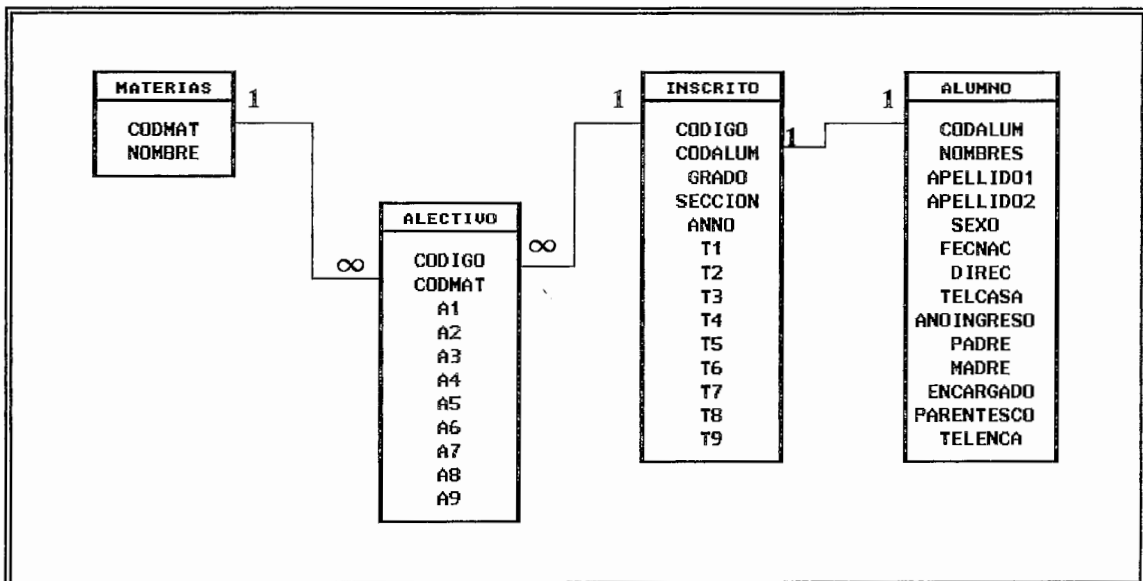 MATERIAS
CODMAT
NOMBRE
1
∞
ALECTIVO
CODIGO
CODMAT
A1
A2
A3
A4
A5
A6
A7
A8
A9
∞
1
INSCRITO
CODIGO
CODALUM
GRADO
SECCION
ANNO
T1
T2
T3
T4
T5
T6
T7
T8
T9
1
1
ALUMNO
CODALUM
NOMBRES
APELLIDO1
APELLIDO2
SEXO
FECNAC
DIREC
TELCASA
ANOINGRESO
PADRE
MADRE
ENCARGADO
PARENTESCO
TELENCA